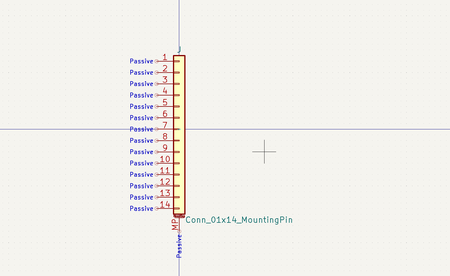 J
Passive 1
Passive 2
Passive 3
Passive 4
Passive 5
Passive 6
Passive 7
Passive 8
Passive 9
Passive 10
Passive 11
Passive 12
Passive 13
Passive 14
MP
Conn_01x14_MountingPin
Passive